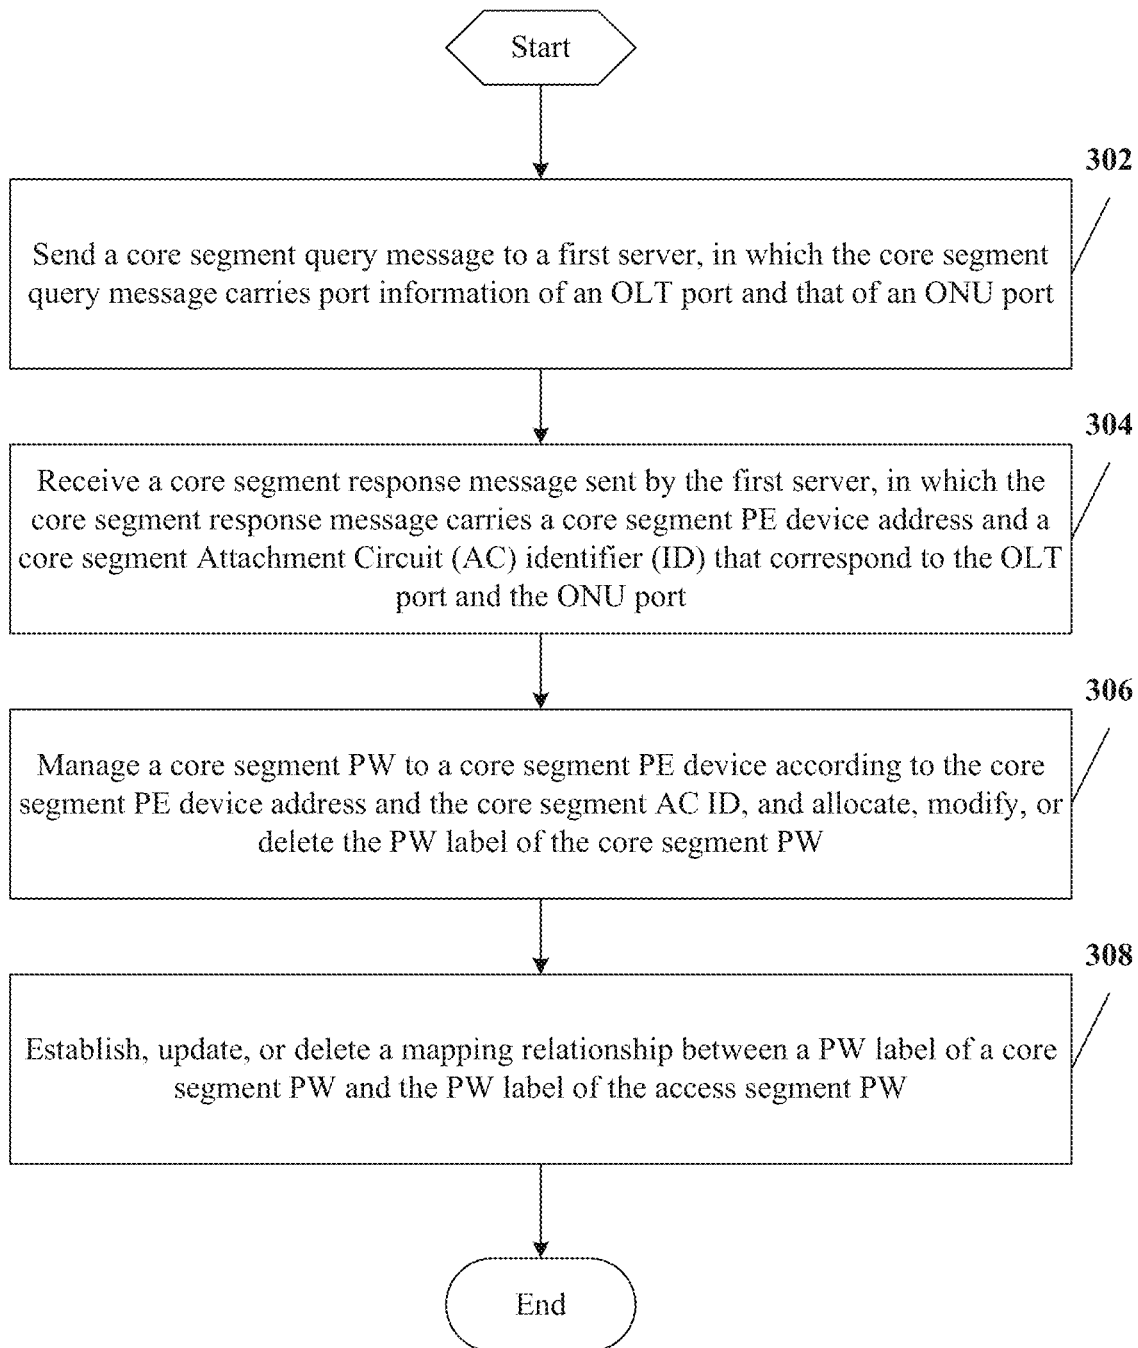 Start
302
Send a core segment query message to a first server, in which the core segment
query message carries port information of an OLT port and that of an ONU port
304
Receive a core segment response message sent by the first server, in which the
core segment response message carries a core segment PE device address and a
core segment Attachment Circuit (AC) identifier (ID) that correspond to the OLT
port and the ONU port
306
Manage a core segment PW to a core segment PE device according to the core
segment PE device address and the core segment AC ID, and allocate, modify, or
delete the PW label of the core segment PW
308
Establish, update, or delete a mapping relationship between a PW label of a core
segment PW and the PW label of the access segment PW
End